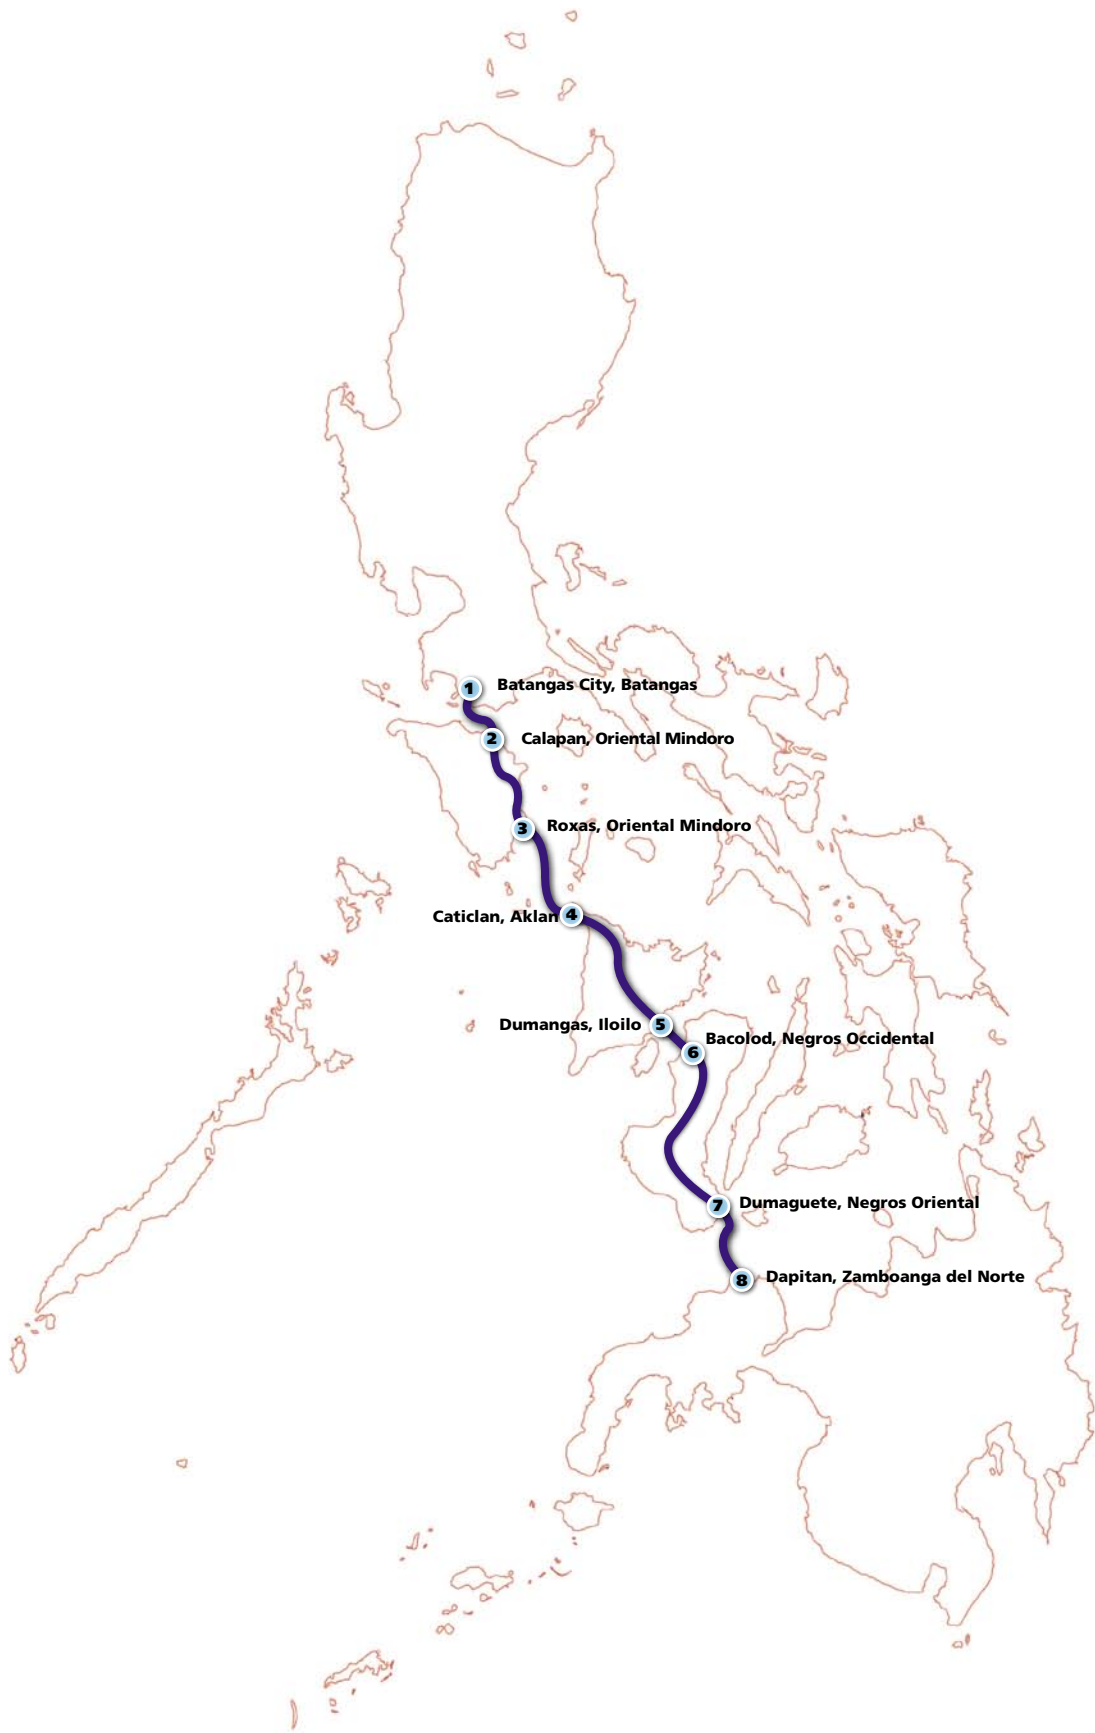 1 Batangas City, Batangas
2 Calapan, Oriental Mindoro
3 Roxas, Oriental Mindoro
Caticlan, Aklan 4
Dumangas, Iloilo 5
6 Bacolod, Negros Occidental
7 Dumaguete, Negros Oriental
8 Dapitan, Zamboanga del Norte